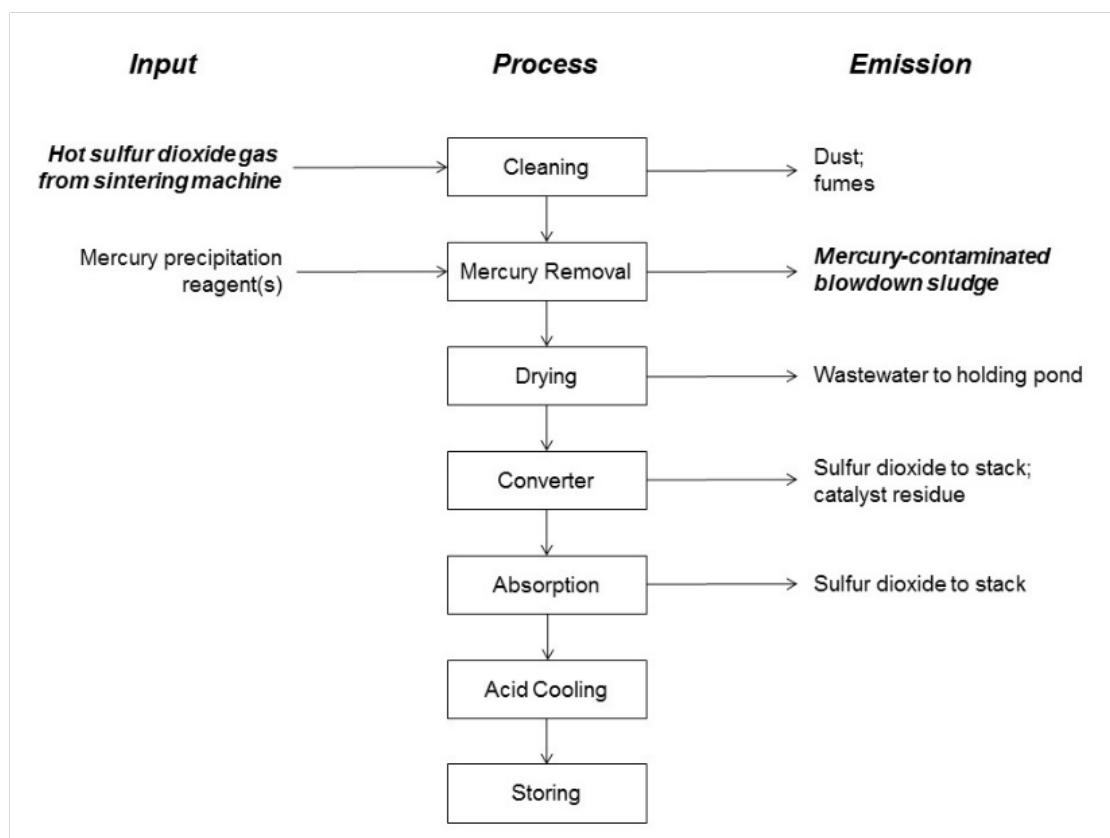 Input
Process
Emission
Hot sulfur dioxide gas
from sintering machine
Cleaning
Dust;
fumes
Mercury precipitation
reagent(s)
Mercury Removal
Mercury-contaminated
blowdown sludge
Drying
Wastewater to holding pond
Converter
Sulfur dioxide to stack;
catalyst residue
Absorption
Sulfur dioxide to stack
Acid Cooling
Storing